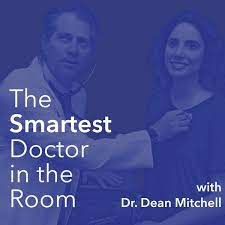 The
Smartest
Doctor
in the
Room
with
Dr. Dean Mitchell